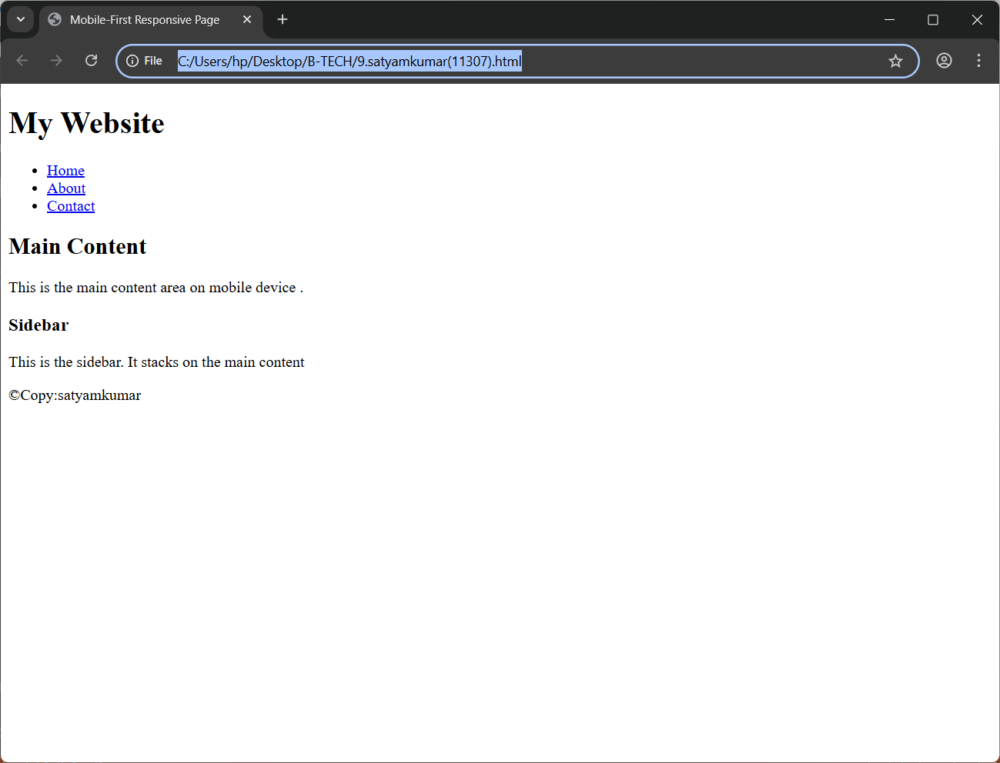 Mobile-First Responsive Page
File C:/Users/hp/Desktop/B-TECH/9.satyamkumar(11307).html
My Website
Home
About
Contact
Main Content
This is the main content area on mobile device .
Sidebar
This is the sidebar. It stacks on the main content
©Copy:satyamkumar